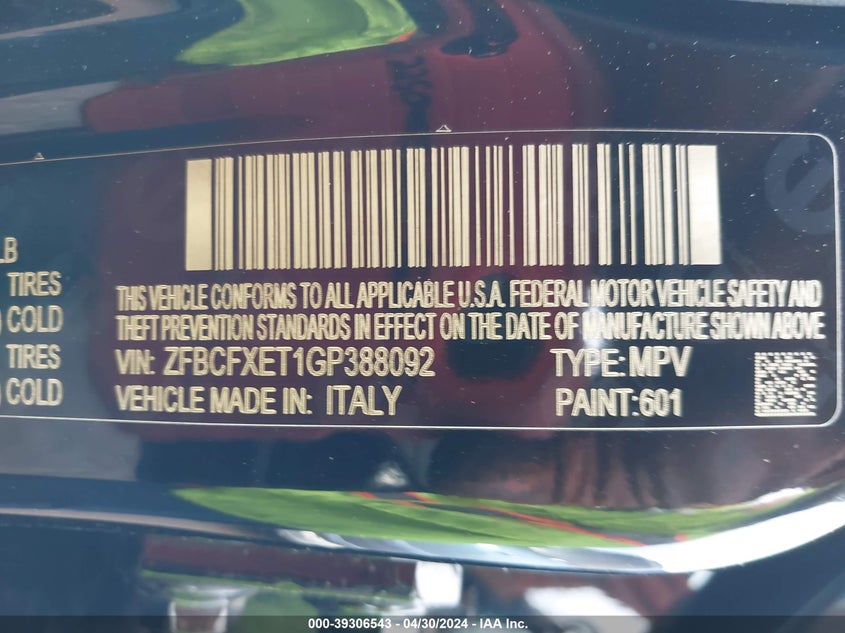 LB
TIRES
COLD
TIRES
COLD
THIS VEHICLE CONFORMS TO ALL APPLICABLE U.S.A. FEDERAL MOTOR VEHICLE SAFETY AND
THEFT PREVENTION STANDARDS IN EFFECT ON THE DATE OF MANUFACTURE SHOWN ABOVE
VIN: ZFBCFXET1GP388092 TYPE: MPV
VEHICLE MADE IN: ITALY PAINT:601
000-39306543 - 04/30/2024 - IAA Inc.